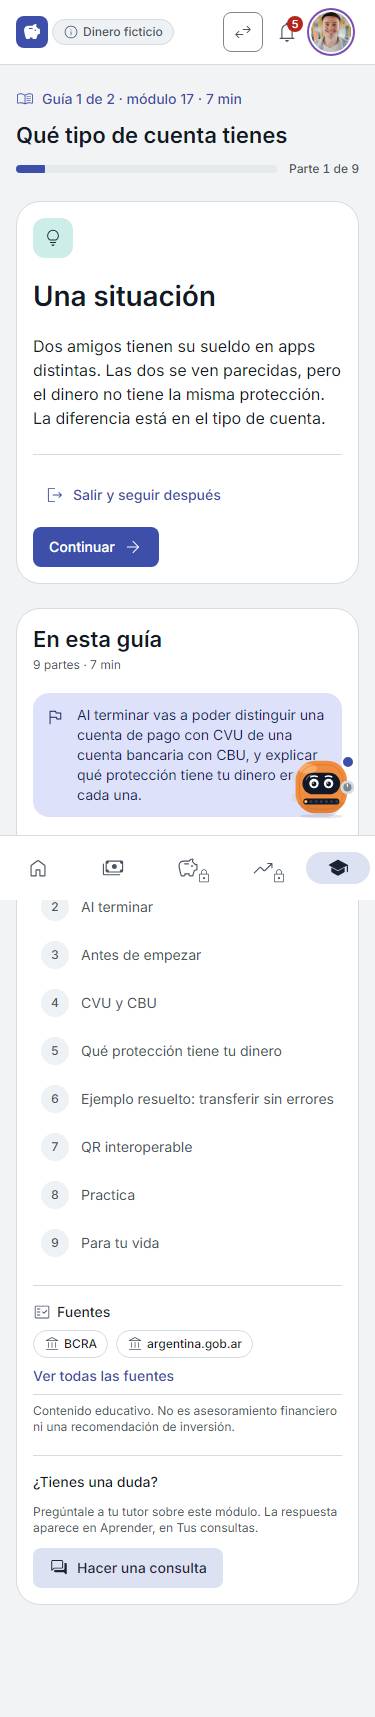 Dinero ficticio
5
Guía 1 de 2 · módulo 17 · 7 min
Qué tipo de cuenta tienes
Parte 1 de 9
Una situación
Dos amigos tienen su sueldo en apps
distintas. Las dos se ven parecidas, pero
el dinero no tiene la misma protección.
La diferencia está en el tipo de cuenta.
Salir y seguir después
Continuar
En esta guía
9 partes · 7 min
Al terminar vas a poder distinguir una
cuenta de pago con CVU de una
cuenta bancaria con CBU, y explicar
qué protección tiene tu dinero en
cada una.
2 Al terminar
3 Antes de empezar
4 CVU y CBU
5 Qué protección tiene tu dinero
6 Ejemplo resuelto: transferir sin errores
7 QR interoperable
8 Practica
9 Para tu vida
Fuentes
BCRA
argentina.gob.ar
Ver todas las fuentes
Contenido educativo. No es asesoramiento financiero
ni una recomendación de inversión.
¿Tienes una duda?
Pregúntale a tu tutor sobre este módulo. La respuesta
aparece en Aprender, en Tus consultas.
Hacer una consulta